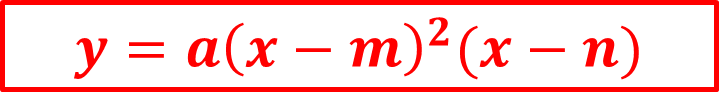 y = a(x − m)²(x − n)